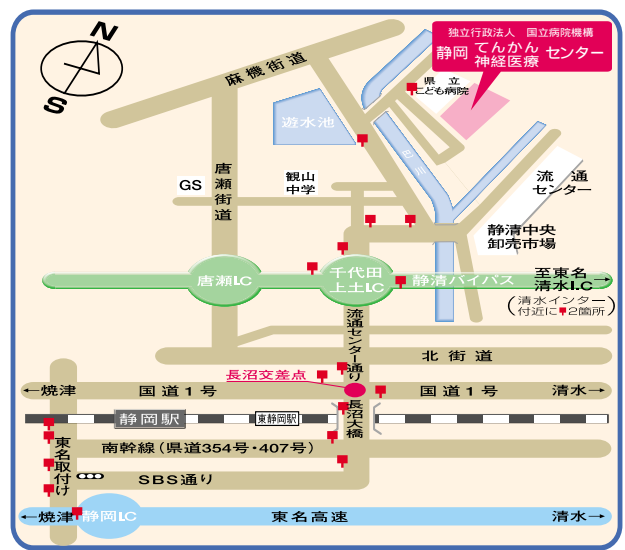 N
S
独立行政法人 国立病院機構
静岡 てんかん 神経医療 センター
麻機街道
県立
こども病院
遊水池
巴川
唐瀬街道
GS
観山
中学
流通
センター
静清中央
卸売市場
唐瀬I.C
千代田
上土I.C
静清バイパス
至東名
清水I.C→
(清水インター
付近に 2箇所)
流通センター通り
北街道
長沼交差点
←焼津
国道1号
国道1号
清水→
静岡駅
東静岡駅
長沼大橋
東名取付け
南幹線(県道354号・407号)
SBS通り
←焼津
静岡I.C
東名高速
清水→